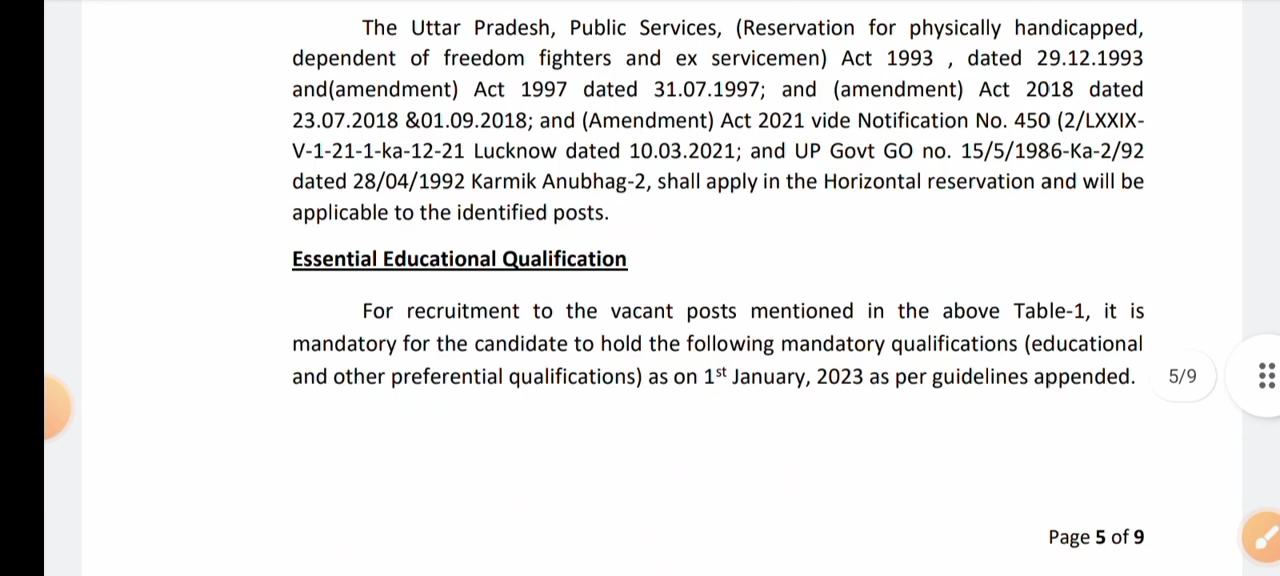 The Uttar Pradesh, Public Services, (Reservation for physically handicapped,
dependent of freedom fighters and ex servicemen) Act 1993 , dated 29.12.1993
and(amendment) Act 1997 dated 31.07.1997; and (amendment) Act 2018 dated
23.07.2018 &01.09.2018; and (Amendment) Act 2021 vide Notification No. 450 (2/LXXIX-
V-1-21-1-ka-12-21 Lucknow dated 10.03.2021; and UP Govt GO no. 15/5/1986-Ka-2/92
dated 28/04/1992 Karmik Anubhag-2, shall apply in the Horizontal reservation and will be
applicable to the identified posts.
Essential Educational Qualification
For recruitment to the vacant posts mentioned in the above Table-1, it is
mandatory for the candidate to hold the following mandatory qualifications (educational
and other preferential qualifications) as on 1st January, 2023 as per guidelines appended.
5/9
Page 5 of 9